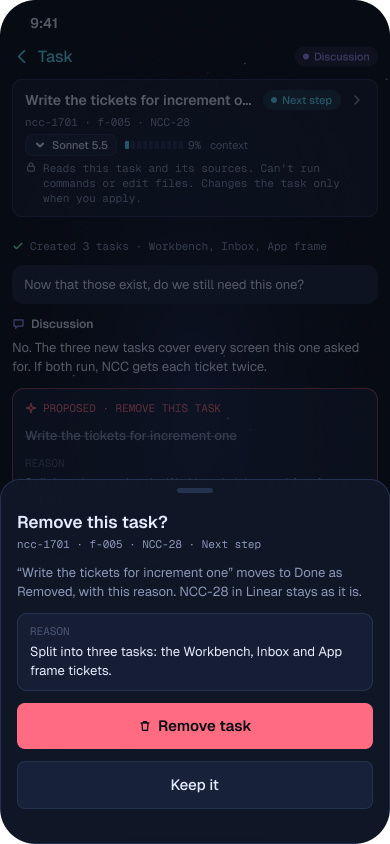 9:41
Task
Discussion
Write the tickets for increment o...
Next step
ncc-1701 · f-005 · NCC-28
Sonnet 5.5
9% context
Reads this task and its sources. Can't run
commands or edit files. Changes the task only
when you apply.
Created 3 tasks · Workbench, Inbox, App frame
Now that those exist, do we still need this one?
Discussion
No. The three new tasks cover every screen this one asked
for. If both run, NCC gets each ticket twice.
PROPOSED · REMOVE THIS TASK
Write the tickets for increment one
REASON
Remove this task?
ncc-1701 · f-005 · NCC-28 · Next step
“Write the tickets for increment one” moves to Done as
Removed, with this reason. NCC-28 in Linear stays as it is.
REASON
Split into three tasks: the Workbench, Inbox and App
frame tickets.
Remove task
Keep it